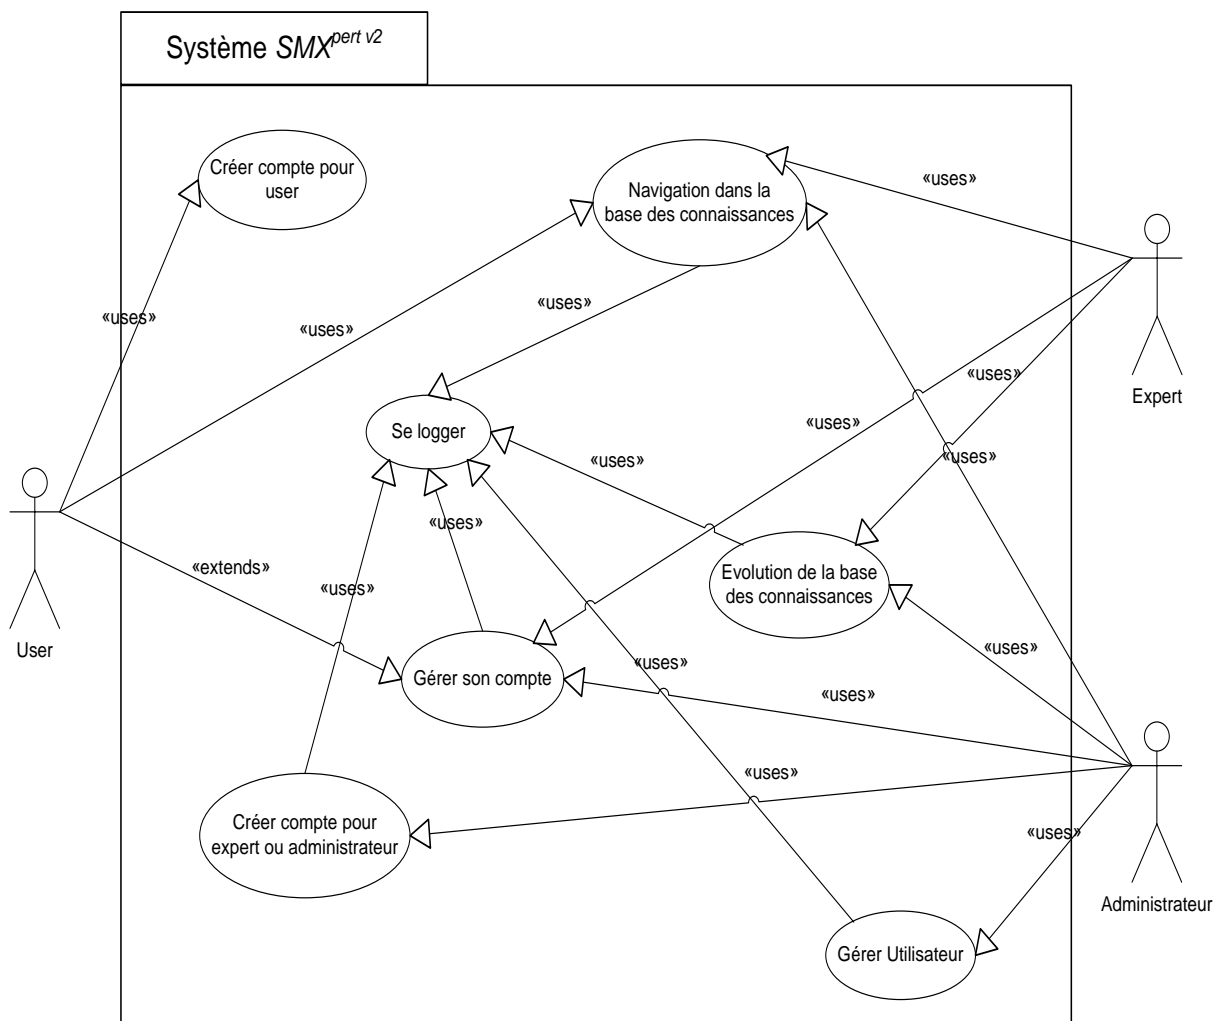 Système SMXpert v2
Créer compte pour
user
Navigation dans la
base des connaissances
«uses»
«uses»
«uses»
«uses»
«uses»
Expert
«uses»
Se logger
«uses»
«uses»
«uses»
«uses»
«extends»
«uses»
Evolution de la base
des connaissances
User
Gérer son compte
«uses»
«uses»
«uses»
«uses»
Créer compte pour
expert ou administrateur
«uses»
Administrateur
Gérer Utilisateur